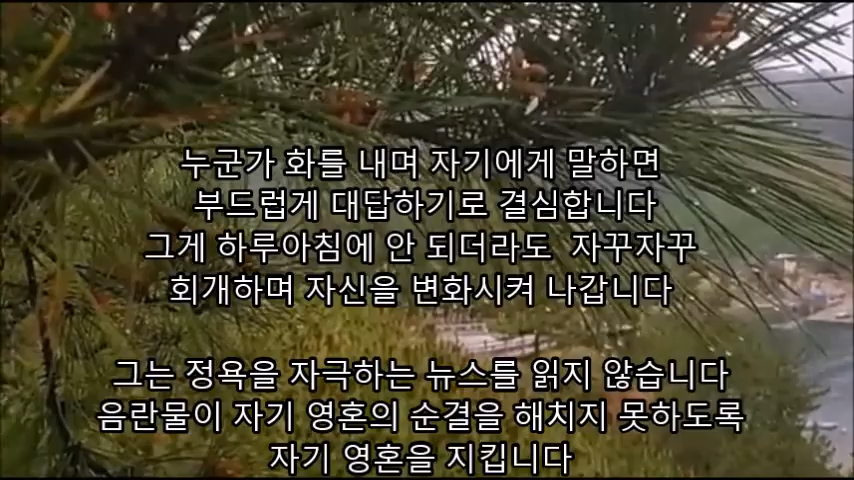 누군가 화를 내며 자기에게 말하면
부드럽게 대답하기로 결심합니다
그게 하루아침에 안 되더라도 자꾸자꾸
회개하며 자신을 변화시켜 나갑니다
그는 정욕을 자극하는 뉴스를 읽지 않습니다
음란물이 자기 영혼의 순결을 해치지 못하도록
자기 영혼을 지킵니다